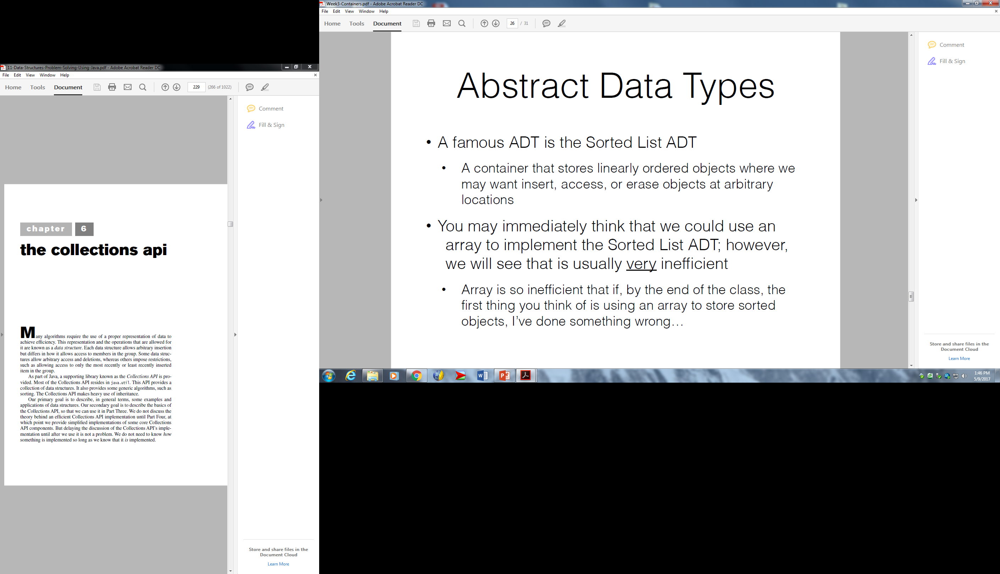 11-Data-Structures-Problem-Solving-Using-Java.pdf - Adobe Acrobat Reader DC
File Edit View Window Help
Home Tools Document 229 (266 of 1022)
Comment
Fill & Sign
chapter 6
the collections api
Many algorithms require the use of a proper representation of data to
achieve efficiency. This representation and the operations that are allowed for
it are known as a data structure. Each data structure allows arbitrary insertion
but differs in how it allows access to members in the group. Some data struc-
tures allow arbitrary access and deletions, whereas others impose restrictions,
such as allowing access to only the most recently or least recently inserted
item in the group.
As part of Java, a supporting library known as the Collections API is pro-
vided. Most of the Collections API resides in java.util. This API provides a
collection of data structures. It also provides some generic algorithms, such as
sorting. The Collections API makes heavy use of inheritance.
Our primary goal is to describe, in general terms, some examples and
applications of data structures. Our secondary goal is to describe the basics of
the Collections API, so that we can use it in Part Three. We do not discuss the
theory behind an efficient Collections API implementation until Part Four, at
which point we provide simplified implementations of some core Collections
API components. But delaying the discussion of the Collections API's imple-
mentation until after we use it is not a problem. We do not need to know how
something is implemented so long as we know that it is implemented.
Store and share files in the
Document Cloud
Learn More
Week3-Containers.pdf - Adobe Acrobat Reader DC
File Edit View Window Help
Home Tools Document 26 / 31
Comment
Fill & Sign
Abstract Data Types
• A famous ADT is the Sorted List ADT
• A container that stores linearly ordered objects where we
may want insert, access, or erase objects at arbitrary
locations
• You may immediately think that we could use an
array to implement the Sorted List ADT; however,
we will see that is usually very inefficient
• Array is so inefficient that if, by the end of the class, the
first thing you think of is using an array to store sorted
objects, I've done something wrong…
Store and share files in the
Document Cloud
Learn More
1:46 PM
5/9/2017